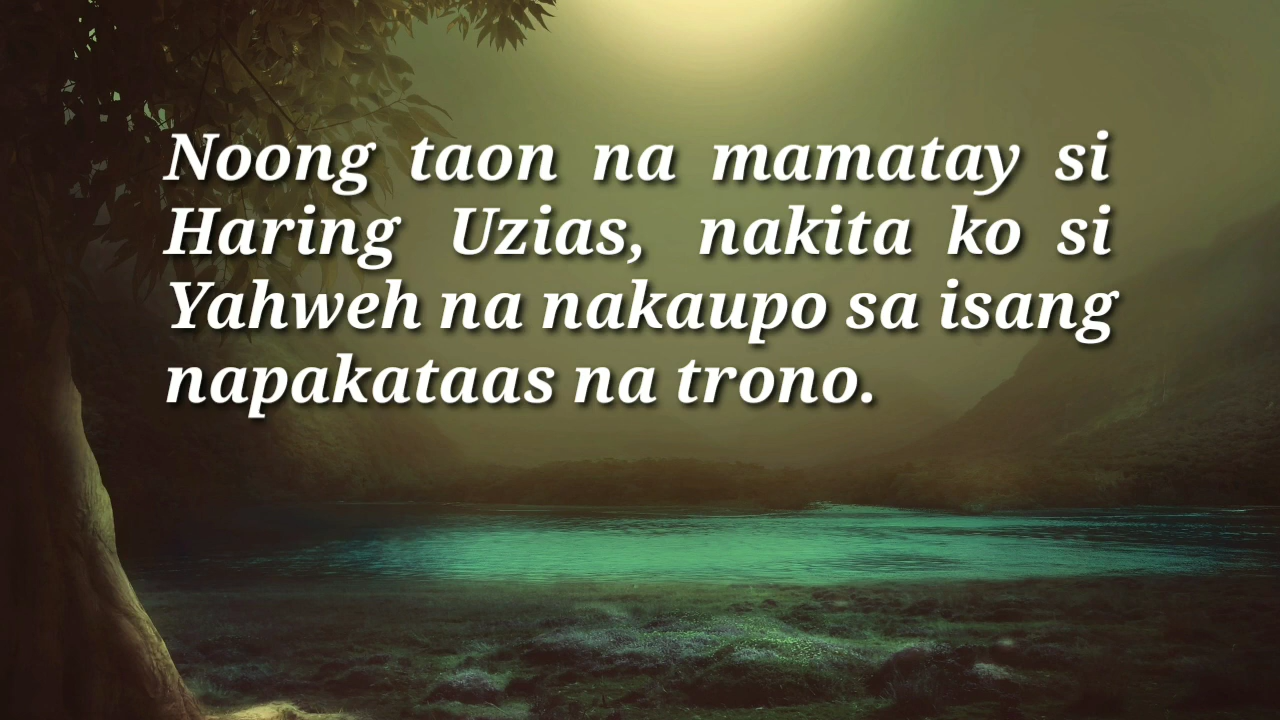 Noong taon na mamatay si
Haring Uzias, nakita ko si
Yahweh na nakaupo sa isang
napakataas na trono.